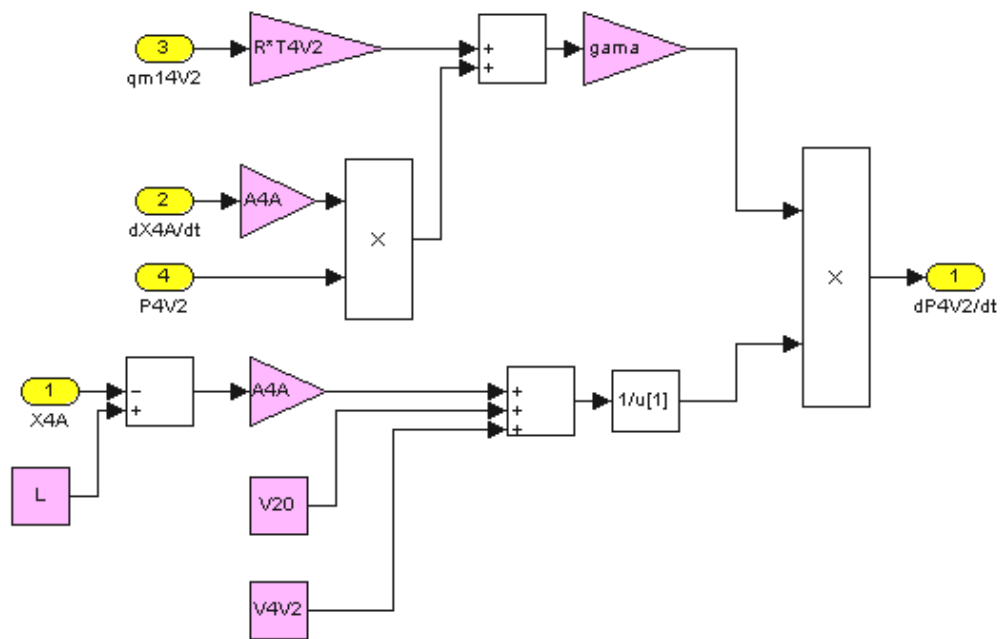 3
qm14V2
R*T4V2
+
+
gama
2
dX4A/dt
A4A
×
4
P4V2
×
1
dP4V2/dt
1
X4A
−
+
A4A
+
+
+
1/u[1]
L
V20
V4V2